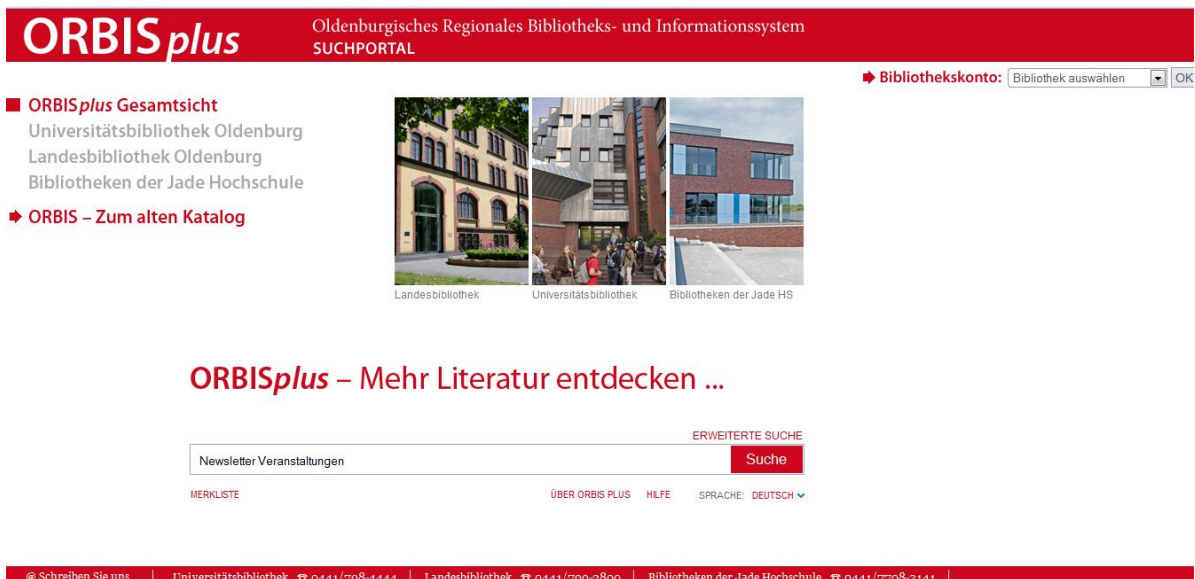 ORBISplus
Oldenburgisches Regionales Bibliotheks- und Informationssystem
SUCHPORTAL
Bibliothekskonto: Bibliothek auswählen OK
ORBISplus Gesamtsicht
Universitätsbibliothek Oldenburg
Landesbibliothek Oldenburg
Bibliotheken der Jade Hochschule
ORBIS – Zum alten Katalog
Landesbibliothek Universitätsbibliothek Bibliotheken der Jade HS
ORBISplus – Mehr Literatur entdecken ...
ERWEITERTE SUCHE
Newsletter Veranstaltungen Suche
MERKLISTE ÜBER ORBIS PLUS HILFE SPRACHE: DEUTSCH
@ Schreiben Sie uns | Universitätsbibliothek ☎ 0441/798-4444 | Landesbibliothek ☎ 0441/799-2800 | Bibliotheken der Jade Hochschule ☎ 0441/7708-3141 |